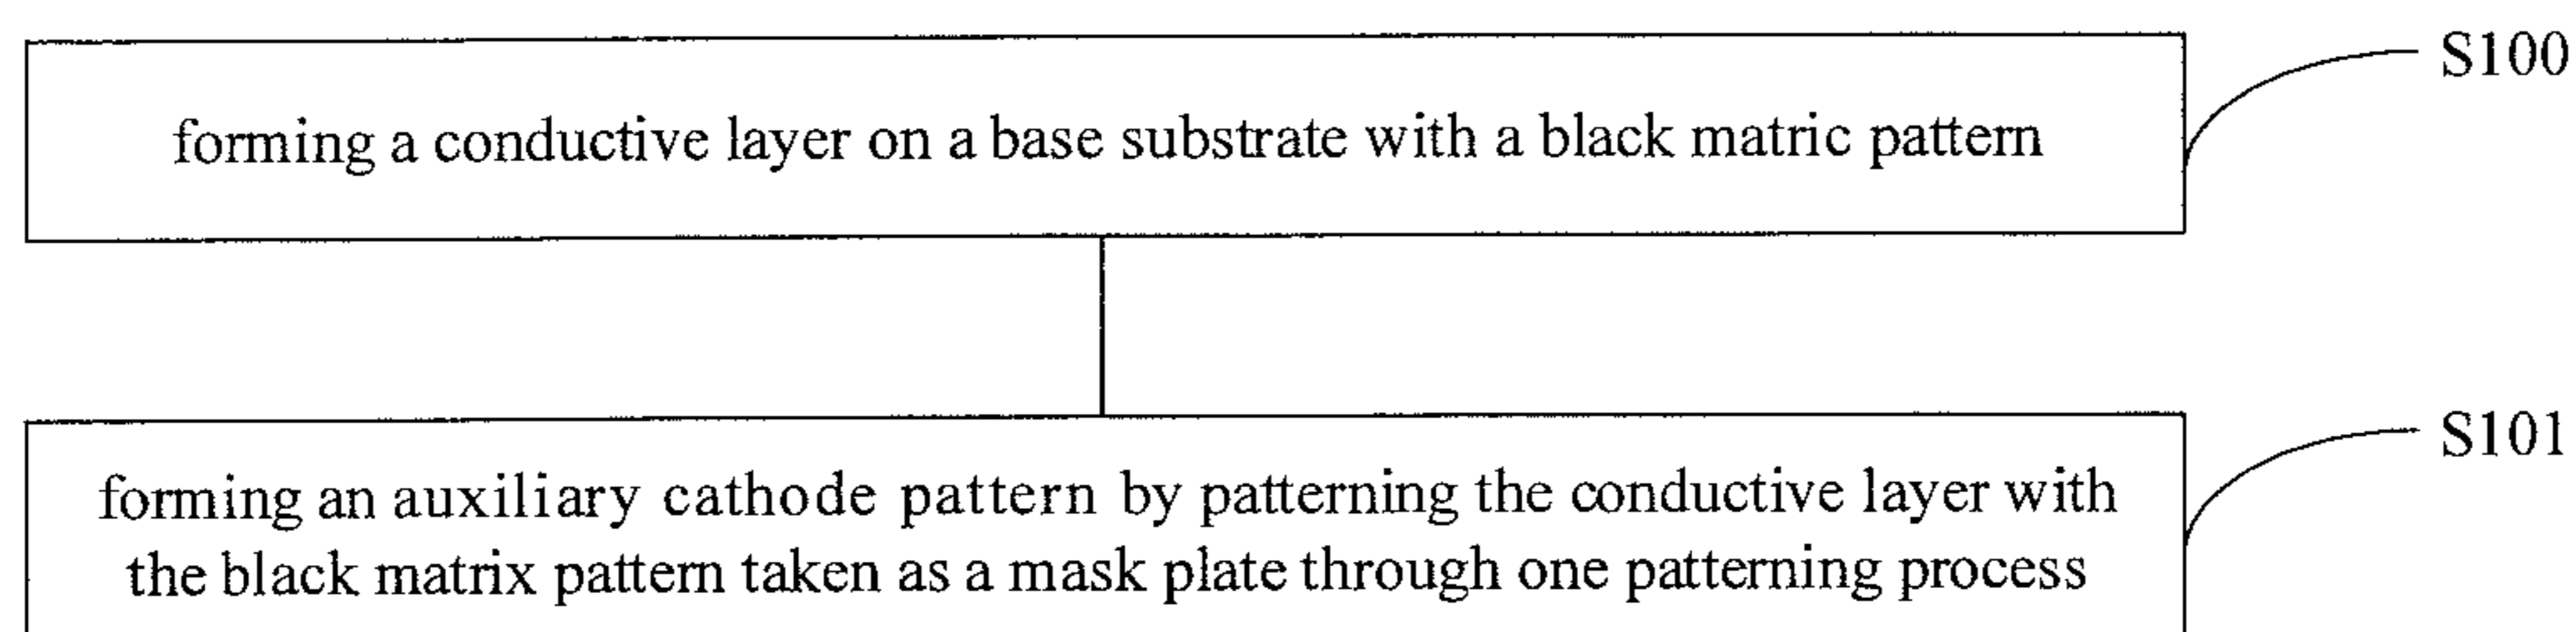 S100
forming a conductive layer on a base substrate with a black matric pattern
S101
forming an auxiliary cathode pattern by patterning the conductive layer with
the black matrix pattern taken as a mask plate through one patterning process